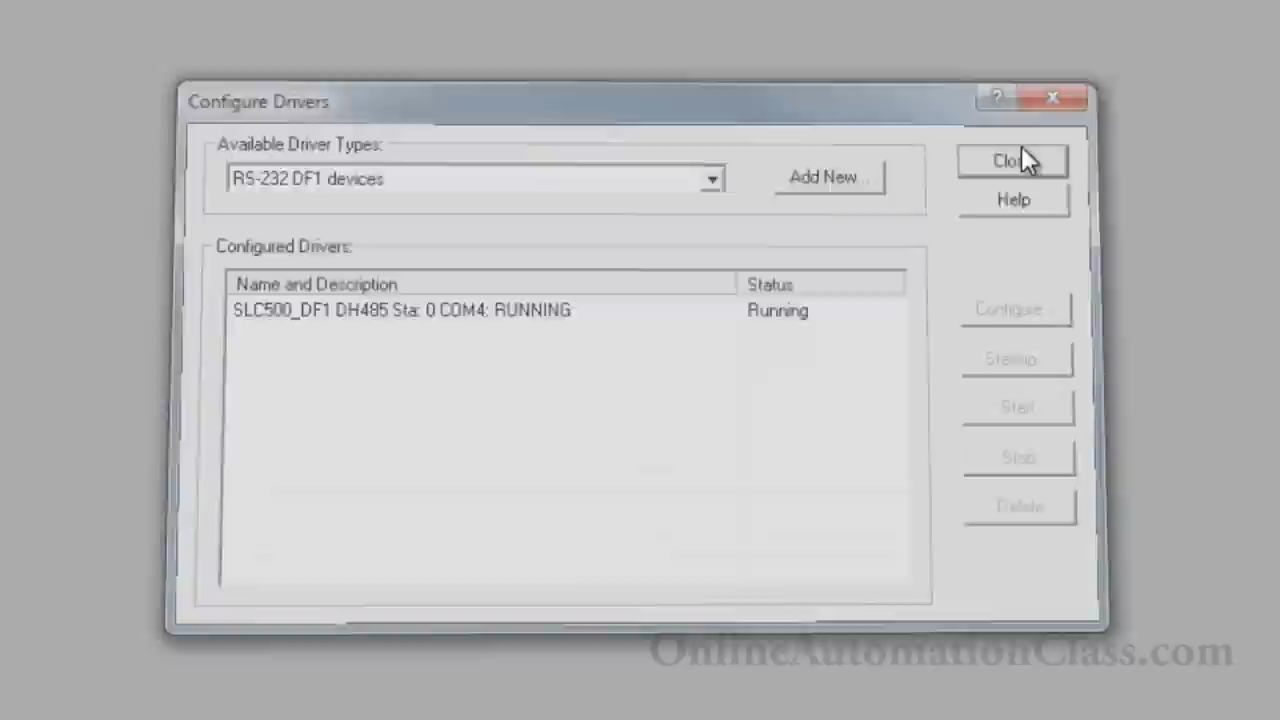 Configure Drivers
Available Driver Types:
RS-232 DF1 devices
Add New...
Help
Configured Drivers:
Name and Description Status
SLC500_DF1 DH485 Sta: 0 COM4: RUNNING Running
Configure...
Startup...
Start
Stop
Delete
OnlineAutomationClass.com